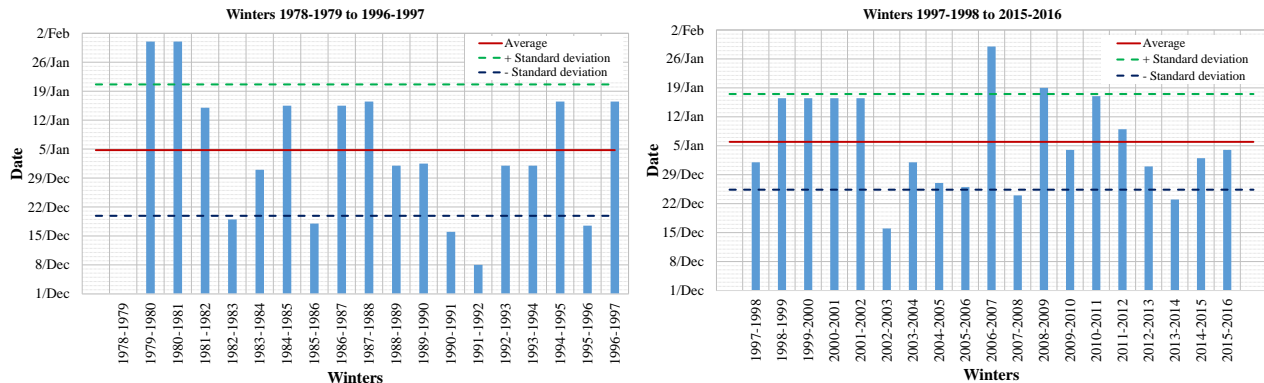 Winters 1978-1979 to 1996-1997
2/Feb
26/Jan
19/Jan
12/Jan
5/Jan
29/Dec
22/Dec
15/Dec
8/Dec
1/Dec
Date
Average
+ Standard deviation
- Standard deviation
1978-1979
1979-1980
1980-1981
1981-1982
1982-1983
1983-1984
1984-1985
1985-1986
1986-1987
1987-1988
1988-1989
1989-1990
1990-1991
1991-1992
1992-1993
1993-1994
1994-1995
1995-1996
1996-1997
Winters
Winters 1997-1998 to 2015-2016
2/Feb
26/Jan
19/Jan
12/Jan
5/Jan
29/Dec
22/Dec
15/Dec
8/Dec
1/Dec
Date
Average
+ Standard deviation
- Standard deviation
1997-1998
1998-1999
1999-2000
2000-2001
2001-2002
2002-2003
2003-2004
2004-2005
2005-2006
2006-2007
2007-2008
2008-2009
2009-2010
2010-2011
2011-2012
2012-2013
2013-2014
2014-2015
2015-2016
Winters